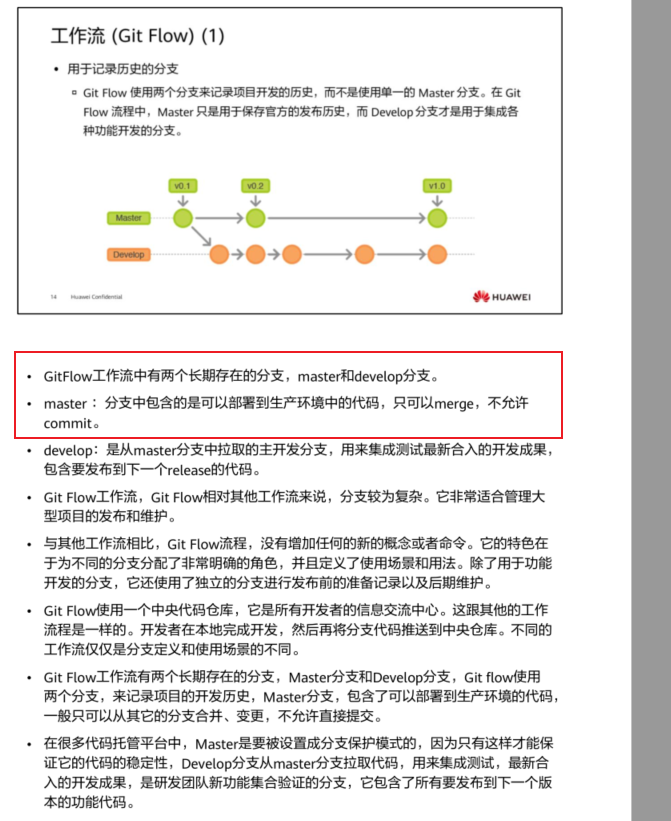 工作流 (Git Flow) (1)
• 用于记录历史的分支
▫ Git Flow 使用两个分支来记录项目开发的历史，而不是使用单一的 Master 分支。在 Git
Flow 流程中，Master 只是用于保存官方的发布历史，而 Develop 分支才是用于集成各
种功能开发的分支。
v0.1 v0.2 v1.0
Master
Develop
14 Huawei Confidential HUAWEI
• GitFlow工作流中有两个长期存在的分支，master和develop分支。
• master ：分支中包含的是可以部署到生产环境中的代码，只可以merge，不允许
commit。
• develop：是从master分支中拉取的主开发分支，用来集成测试最新合入的开发成果，
包含要发布到下一个release的代码。
• Git Flow工作流，Git Flow相对其他工作流来说，分支较为复杂。它非常适合管理大
型项目的发布和维护。
• 与其他工作流相比，Git Flow流程，没有增加任何的新的概念或者命令。它的特色在
于为不同的分支分配了非常明确的角色，并且定义了使用场景和用法。除了用于功能
开发的分支，它还使用了独立的分支进行发布前的准备记录以及后期维护。
• Git Flow使用一个中央代码仓库，它是所有开发者的信息交流中心。这跟其他的工作
流程是一样的。开发者在本地完成开发，然后再将分支代码推送到中央仓库。不同的
工作流仅仅是分支定义和使用场景的不同。
• Git Flow工作流有两个长期存在的分支，Master分支和Develop分支，Git flow使用
两个分支，来记录项目的开发历史，Master分支，包含了可以部署到生产环境的代码，
一般只可以从其它的分支合并、变更，不允许直接提交。
• 在很多代码托管平台中，Master是要被设置成分支保护模式的，因为只有这样才能保
证它的代码的稳定性，Develop分支从master分支拉取代码，用来集成测试，最新合
入的开发成果，是研发团队新功能集合验证的分支，它包含了所有要发布到下一个版
本的功能代码。